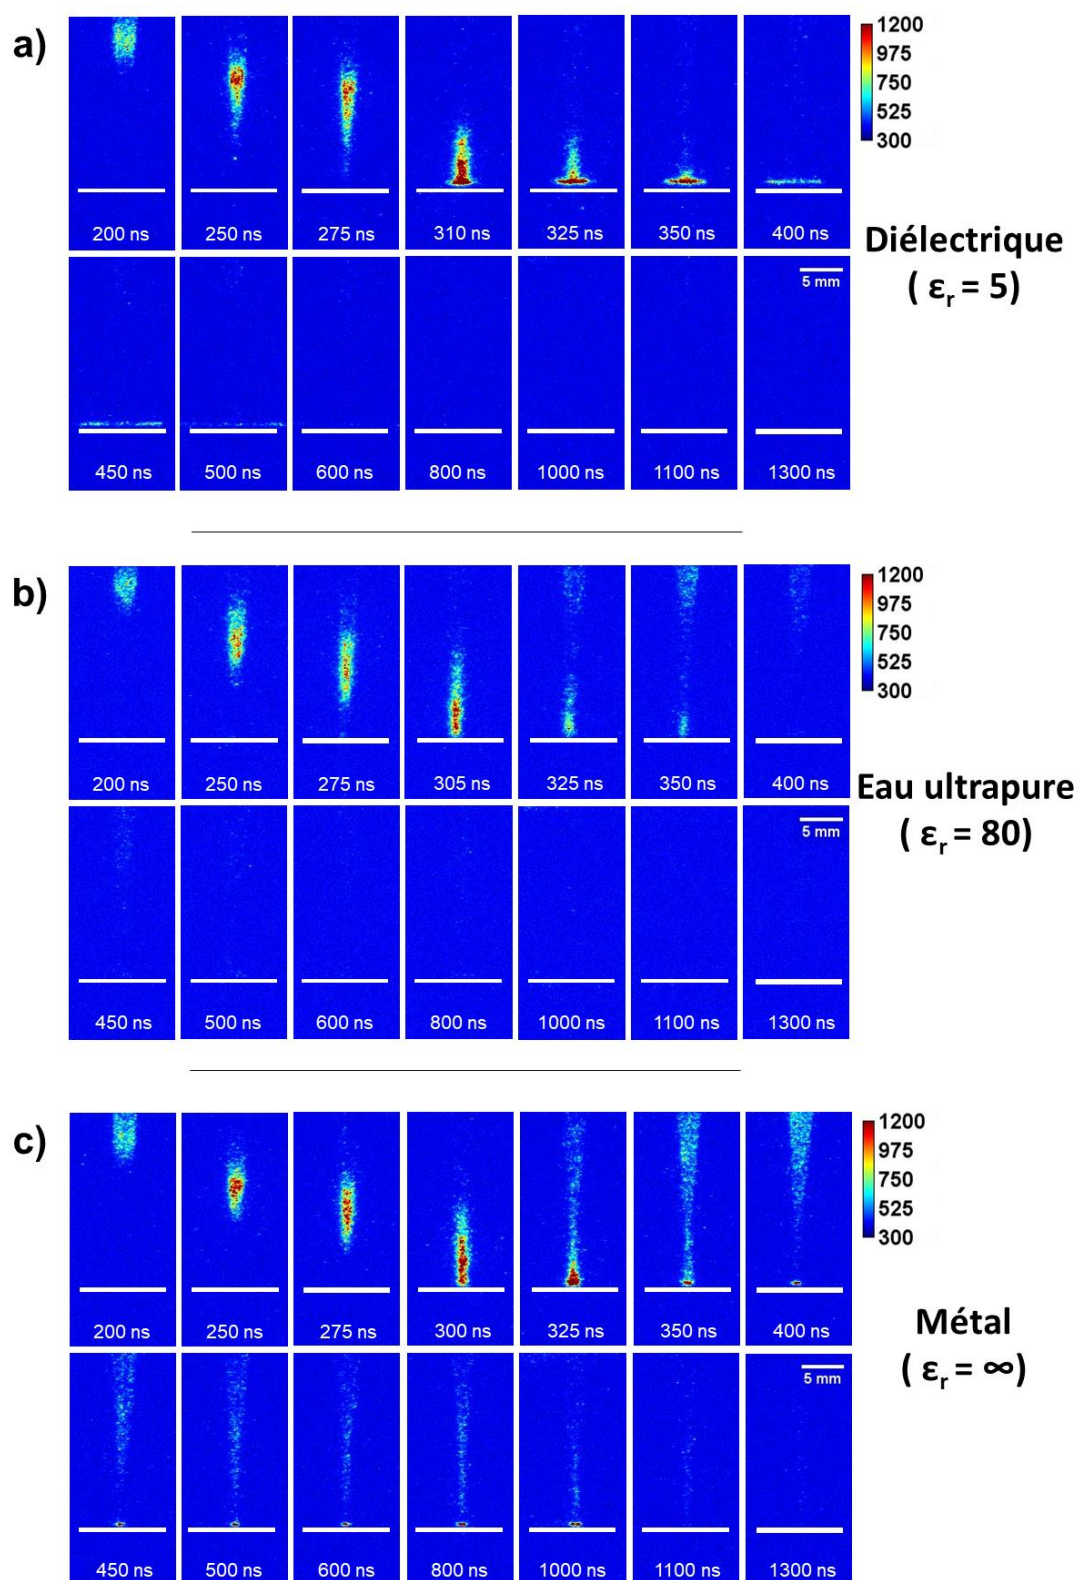 a)
1200
975
750
525
300
200 ns 250 ns 275 ns 310 ns 325 ns 350 ns 400 ns
Diélectrique
( εr = 5)
5 mm
450 ns 500 ns 600 ns 800 ns 1000 ns 1100 ns 1300 ns
b)
1200
975
750
525
300
200 ns 250 ns 275 ns 305 ns 325 ns 350 ns 400 ns
Eau ultrapure
( εr = 80)
5 mm
450 ns 500 ns 600 ns 800 ns 1000 ns 1100 ns 1300 ns
c)
1200
975
750
525
300
200 ns 250 ns 275 ns 300 ns 325 ns 350 ns 400 ns
Métal
( εr = ∞)
5 mm
450 ns 500 ns 600 ns 800 ns 1000 ns 1100 ns 1300 ns